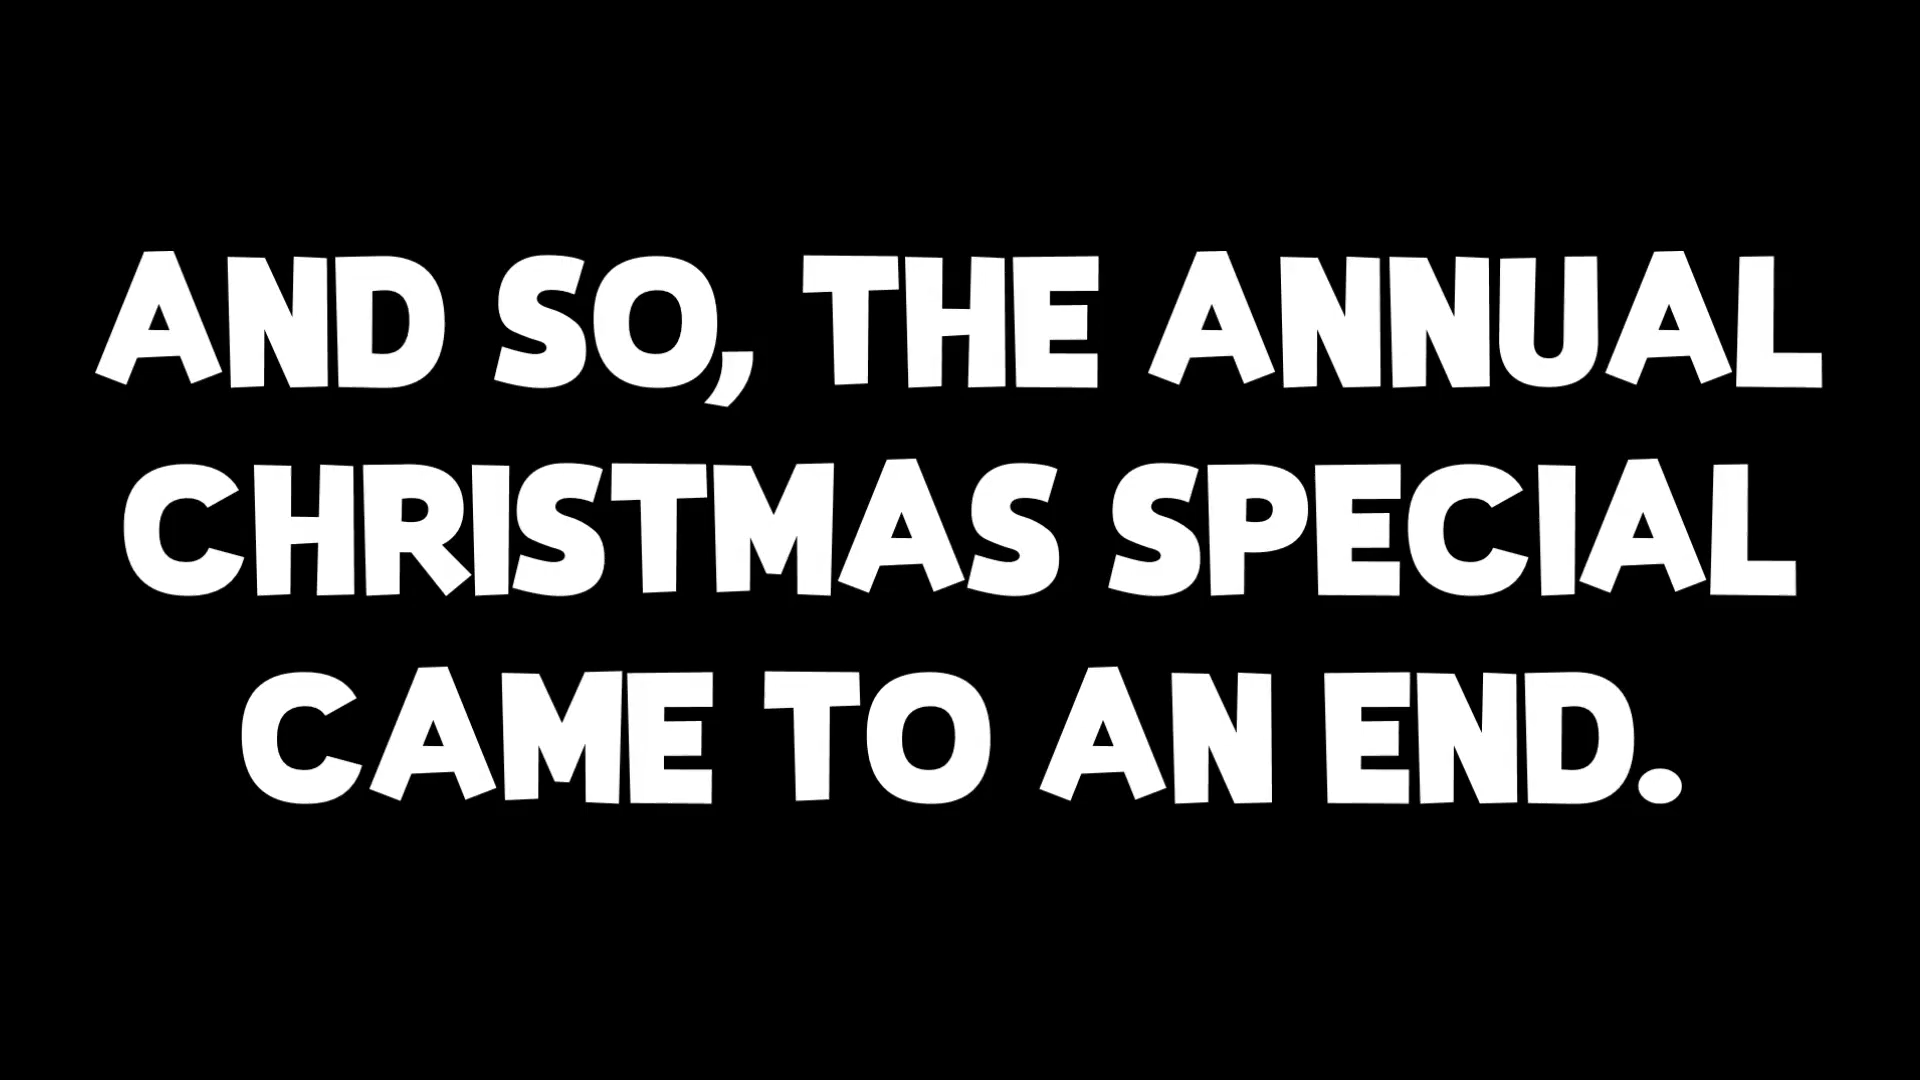 AND SO, THE ANNUAL
CHRISTMAS SPECIAL
CAME TO AN END.